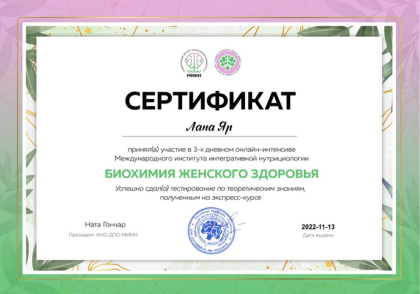 МИИН
СЕРТИФИКАТ
Лана Яр
принял(а) участие в 3-х дневном онлайн-интенсиве
Международного института интегративной нутрициологии
БИОХИМИЯ ЖЕНСКОГО ЗДОРОВЬЯ
Успешно сдал(а) тестирование по теоретическим знаниям,
полученным на экспресс-курсе
Ната Гончар
Президент АНО ДПО МИИН
2022-11-13
Дата выдачи